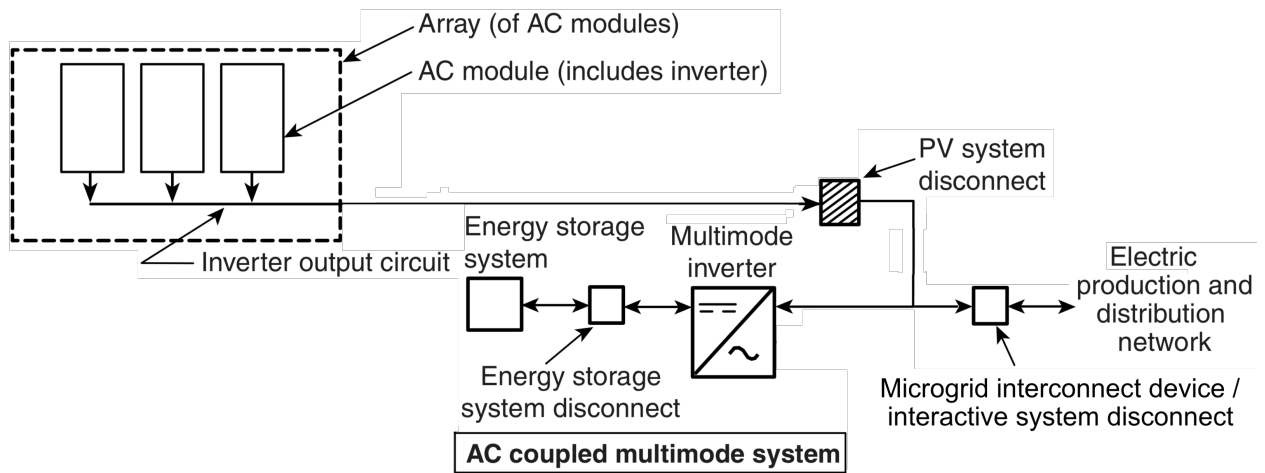 Array (of AC modules)
AC module (includes inverter)
PV system
disconnect
Inverter output circuit
Energy storage
system
Multimode
inverter
Electric
production and
distribution
network
Energy storage
system disconnect
Microgrid interconnect device /
interactive system disconnect
AC coupled multimode system